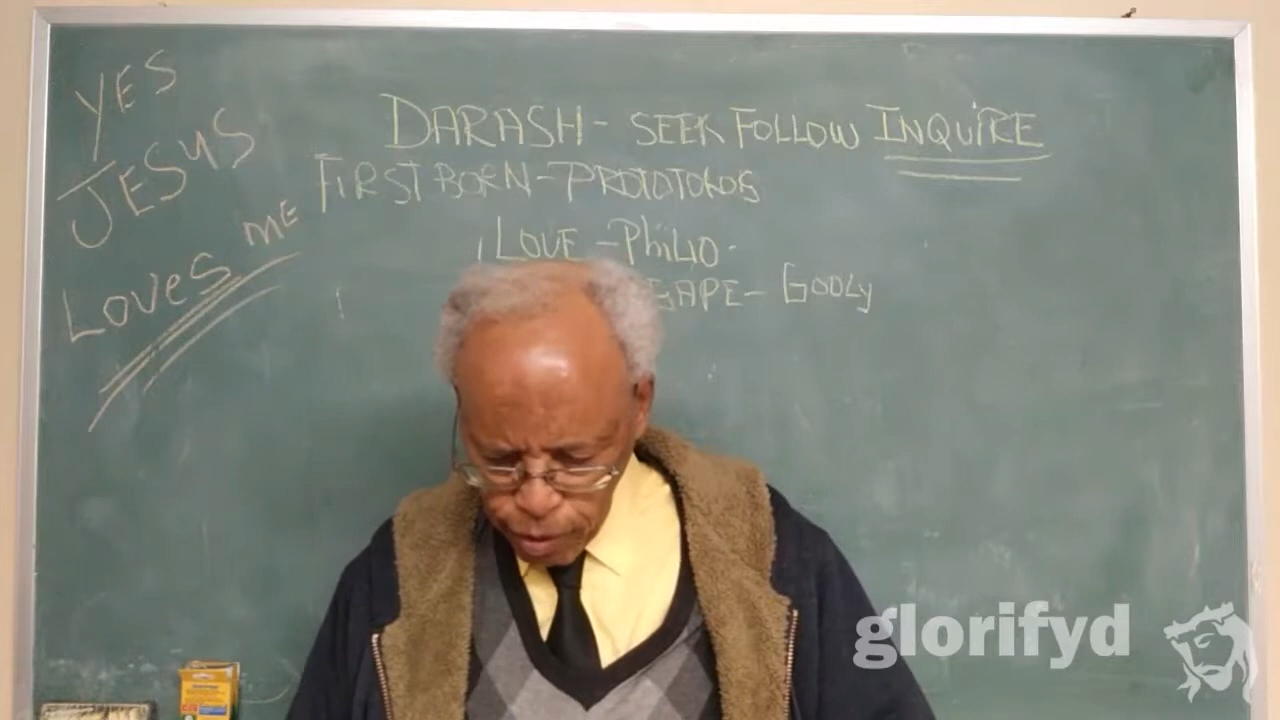 YES
JESUS
LOVES ME
DARASH - SEEK FOLLOW INQUIRE
FIRST BORN - PROTOTOKOS
LOVE - PHILIO
GAPE - GODLY
glorifyd